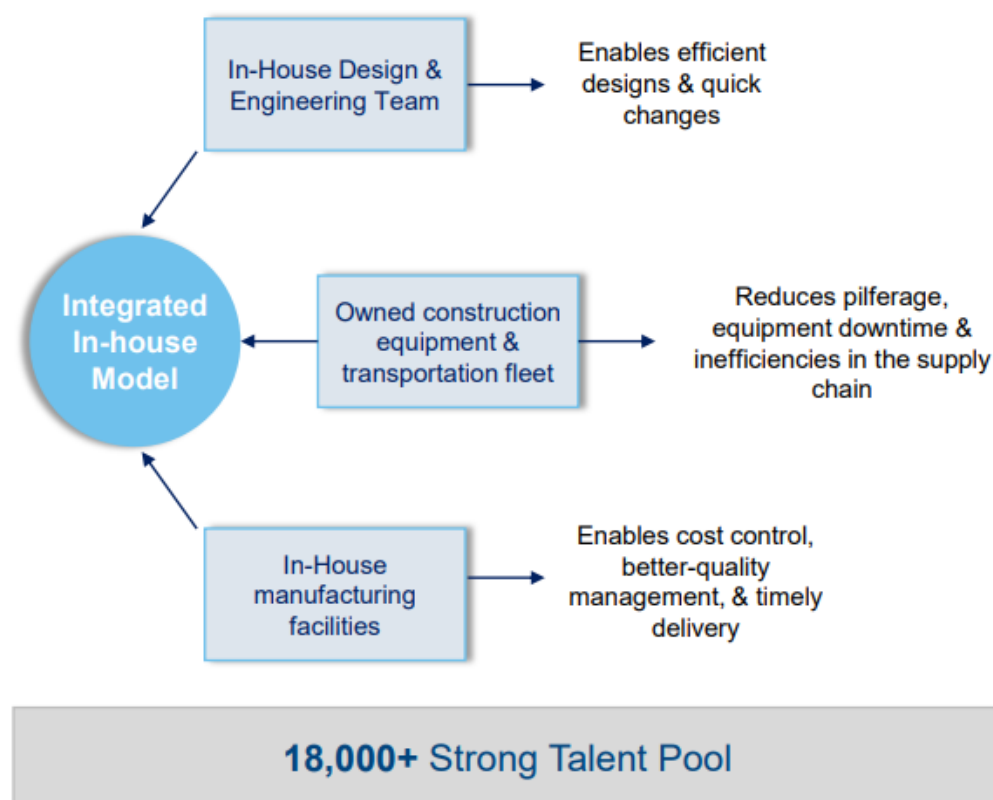 In-House Design &
Engineering Team
Enables efficient
designs & quick
changes
Integrated
In-house
Model
Owned construction
equipment &
transportation fleet
Reduces pilferage,
equipment downtime &
inefficiencies in the supply
chain
In-House
manufacturing
facilities
Enables cost control,
better-quality
management, & timely
delivery
18,000+ Strong Talent Pool